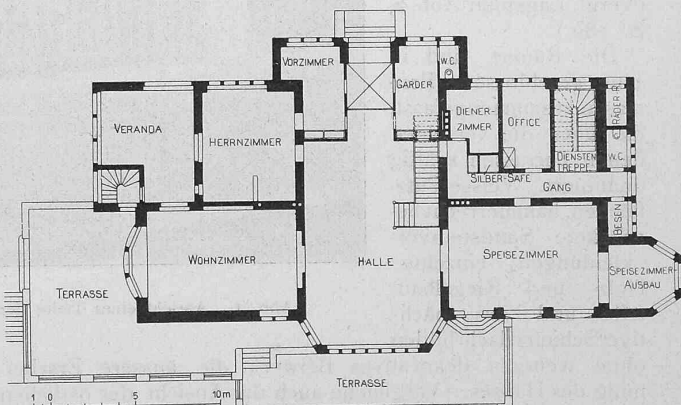 VORZIMMER
GARDER
W.C.
VERANDA
HERRNZIMMER
DIENER-
ZIMMER
OFFICE
RÄDER
DIENSTEN
TREPPE
W.C.
SILBER-SAFE
GANG
BESEN
WOHNZIMMER
HALLE
SPEISEZIMMER
SPEISEZIMMER
AUSBAU
TERRASSE
TERRASSE
1 0 5 10m